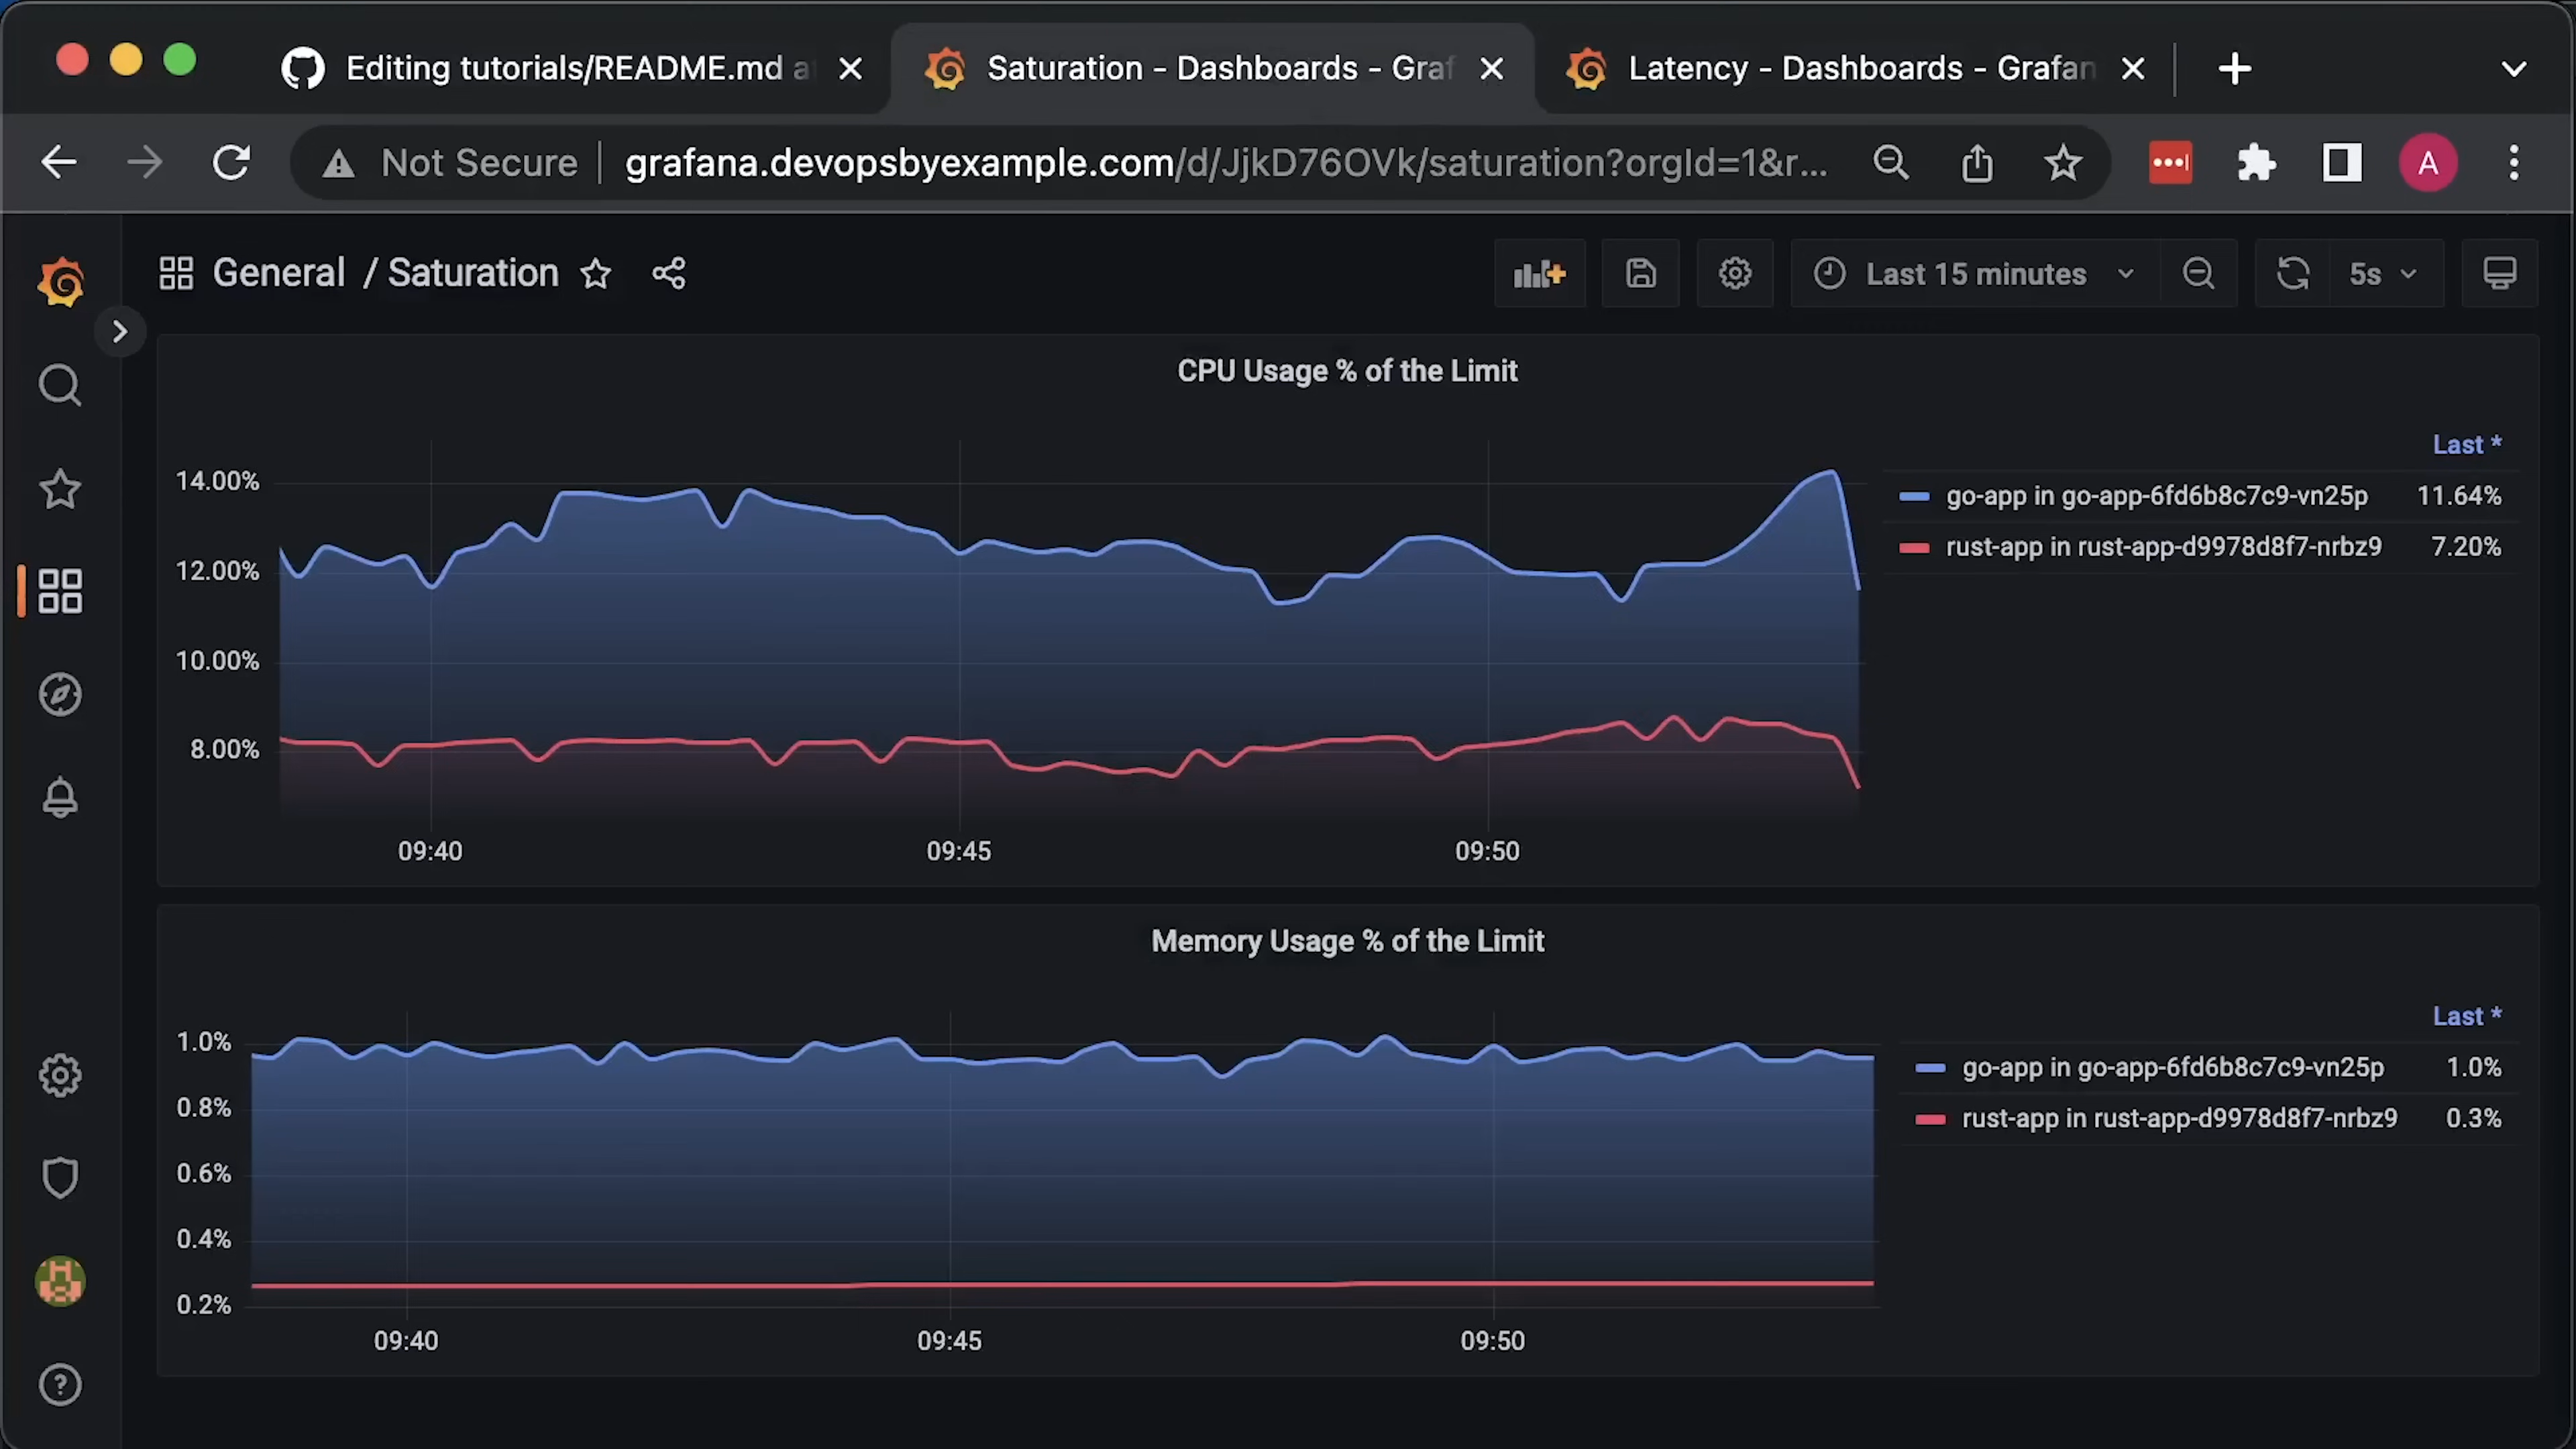 Editing tutorials/README.md a
Saturation - Dashboards - Graf
Latency - Dashboards - Grafan
Not Secure
grafana.devopsbyexample.com/d/JjkD76OVk/saturation?orgId=1&r...
A
General / Saturation
Last 15 minutes
5s
CPU Usage % of the Limit
Last *
go-app in go-app-6fd6b8c7c9-vn25p 11.64%
rust-app in rust-app-d9978d8f7-nrbz9 7.20%
14.00%
12.00%
10.00%
8.00%
09:40 09:45 09:50
Memory Usage % of the Limit
Last *
go-app in go-app-6fd6b8c7c9-vn25p 1.0%
rust-app in rust-app-d9978d8f7-nrbz9 0.3%
1.0%
0.8%
0.6%
0.4%
0.2%
09:40 09:45 09:50